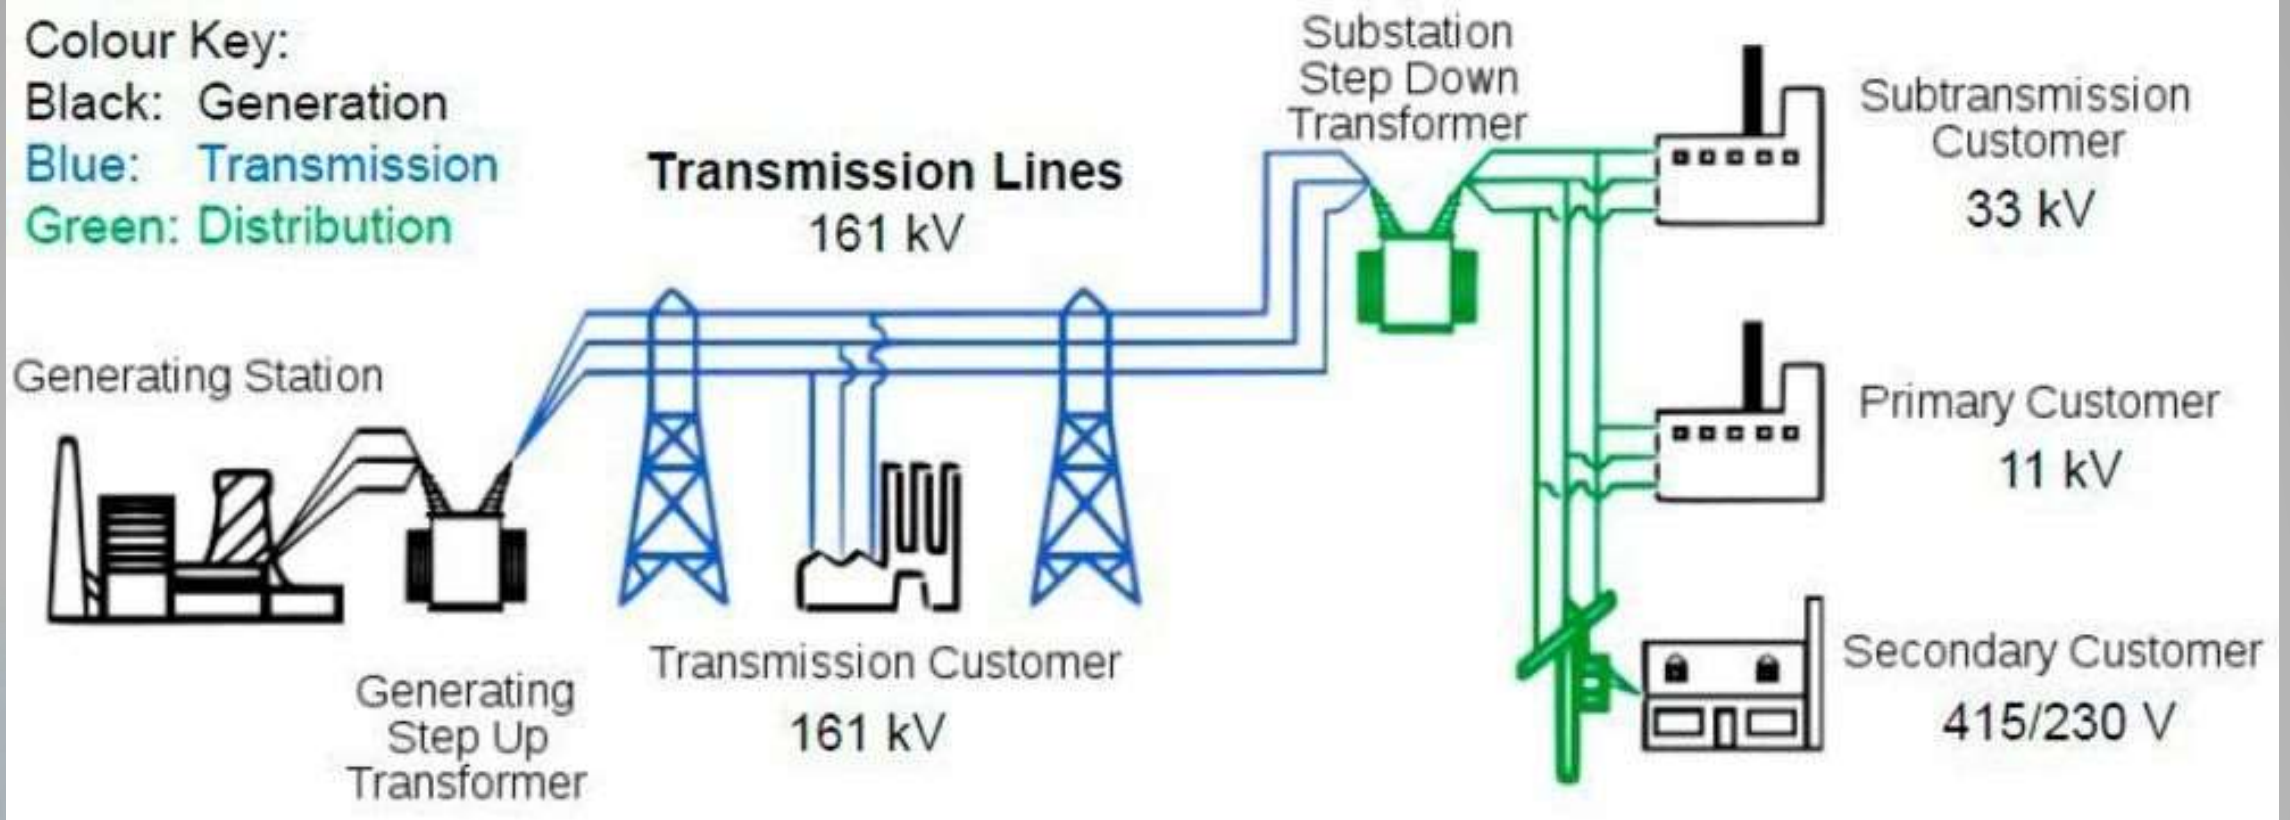 Colour Key:
Black: Generation
Blue: Transmission
Green: Distribution
Transmission Lines
161 kV
Substation
Step Down
Transformer
Subtransmission
Customer
33 kV
Generating Station
Primary Customer
11 kV
Generating
Step Up
Transformer
Transmission Customer
161 kV
Secondary Customer
415/230 V